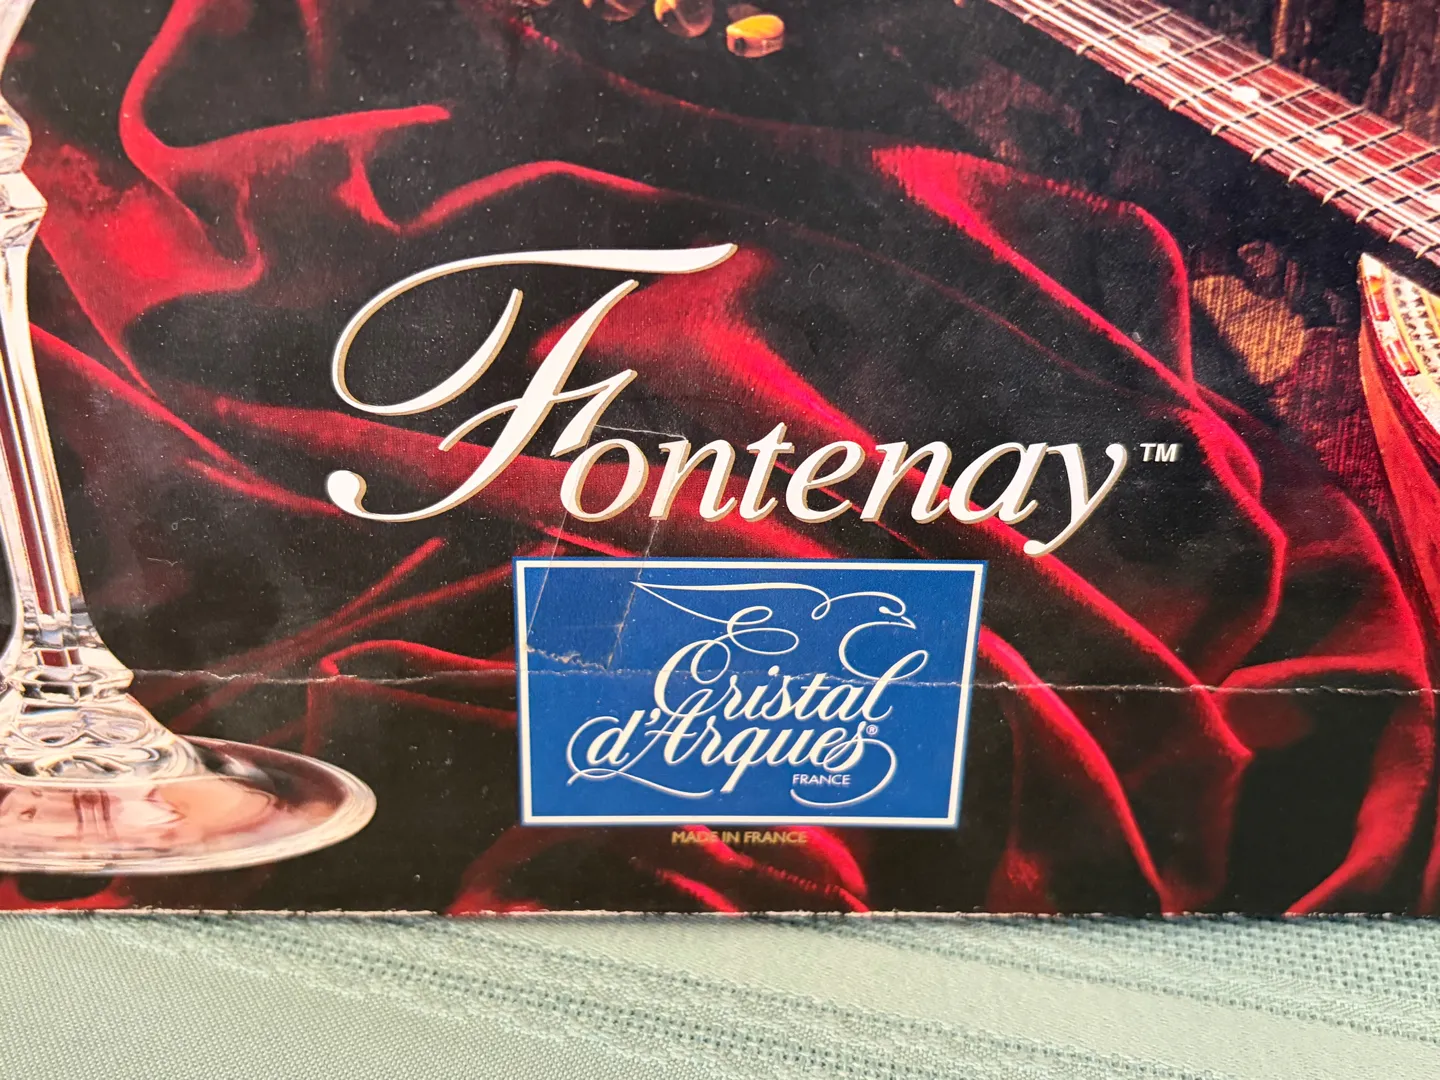 Fontenay™
Cristal
d'Arques®
FRANCE
MADE IN FRANCE